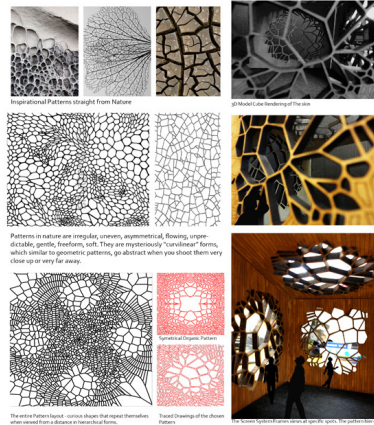 Inspirational Patterns straight from Nature
3D Model Cube Rendering of The skin
Patterns in nature are irregular, uneven, asymmetrical, flowing, unpre-
dictable, gentle, freeform, soft. They are mysteriously "curvilinear" forms,
which similar to geometric patterns, go abstract when you shoot them very
close up or very far away.
Symetrical Organic Pattern
The entire Pattern layout - curious shapes that repeat themselves
when viewed from a distance in hierarchical forms.
Traced Drawings of the chosen
Pattern
The Screen System Frames views at specific spots. The pattern